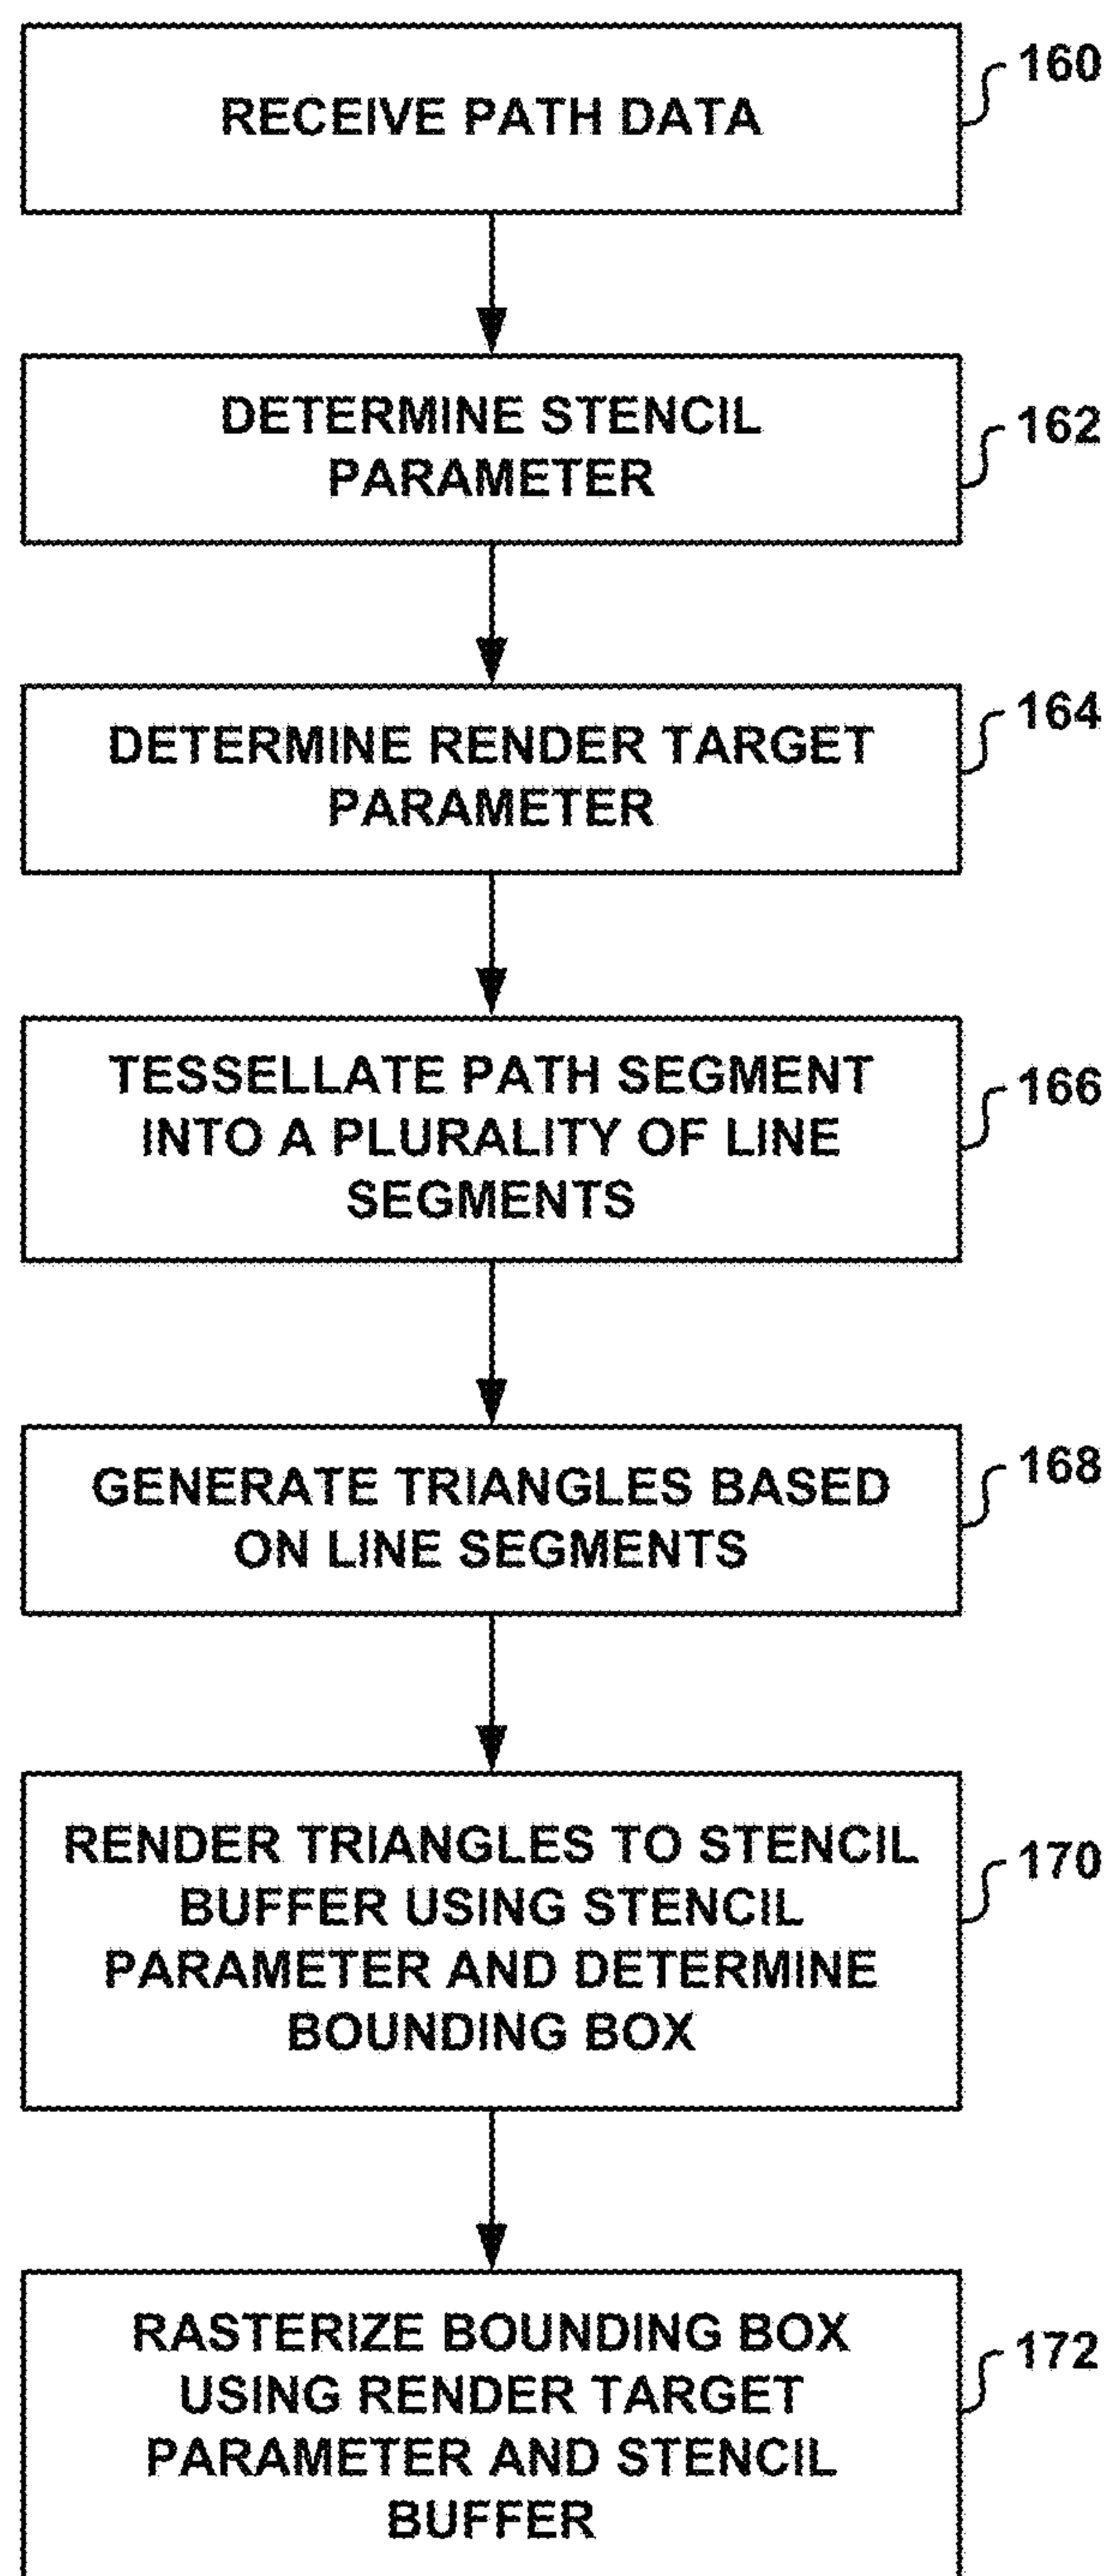 RECEIVE PATH DATA
160
DETERMINE STENCIL
PARAMETER
162
DETERMINE RENDER TARGET
PARAMETER
164
TESSELLATE PATH SEGMENT
INTO A PLURALITY OF LINE
SEGMENTS
166
GENERATE TRIANGLES BASED
ON LINE SEGMENTS
168
RENDER TRIANGLES TO STENCIL
BUFFER USING STENCIL
PARAMETER AND DETERMINE
BOUNDING BOX
170
RASTERIZE BOUNDING BOX
USING RENDER TARGET
PARAMETER AND STENCIL
BUFFER
172